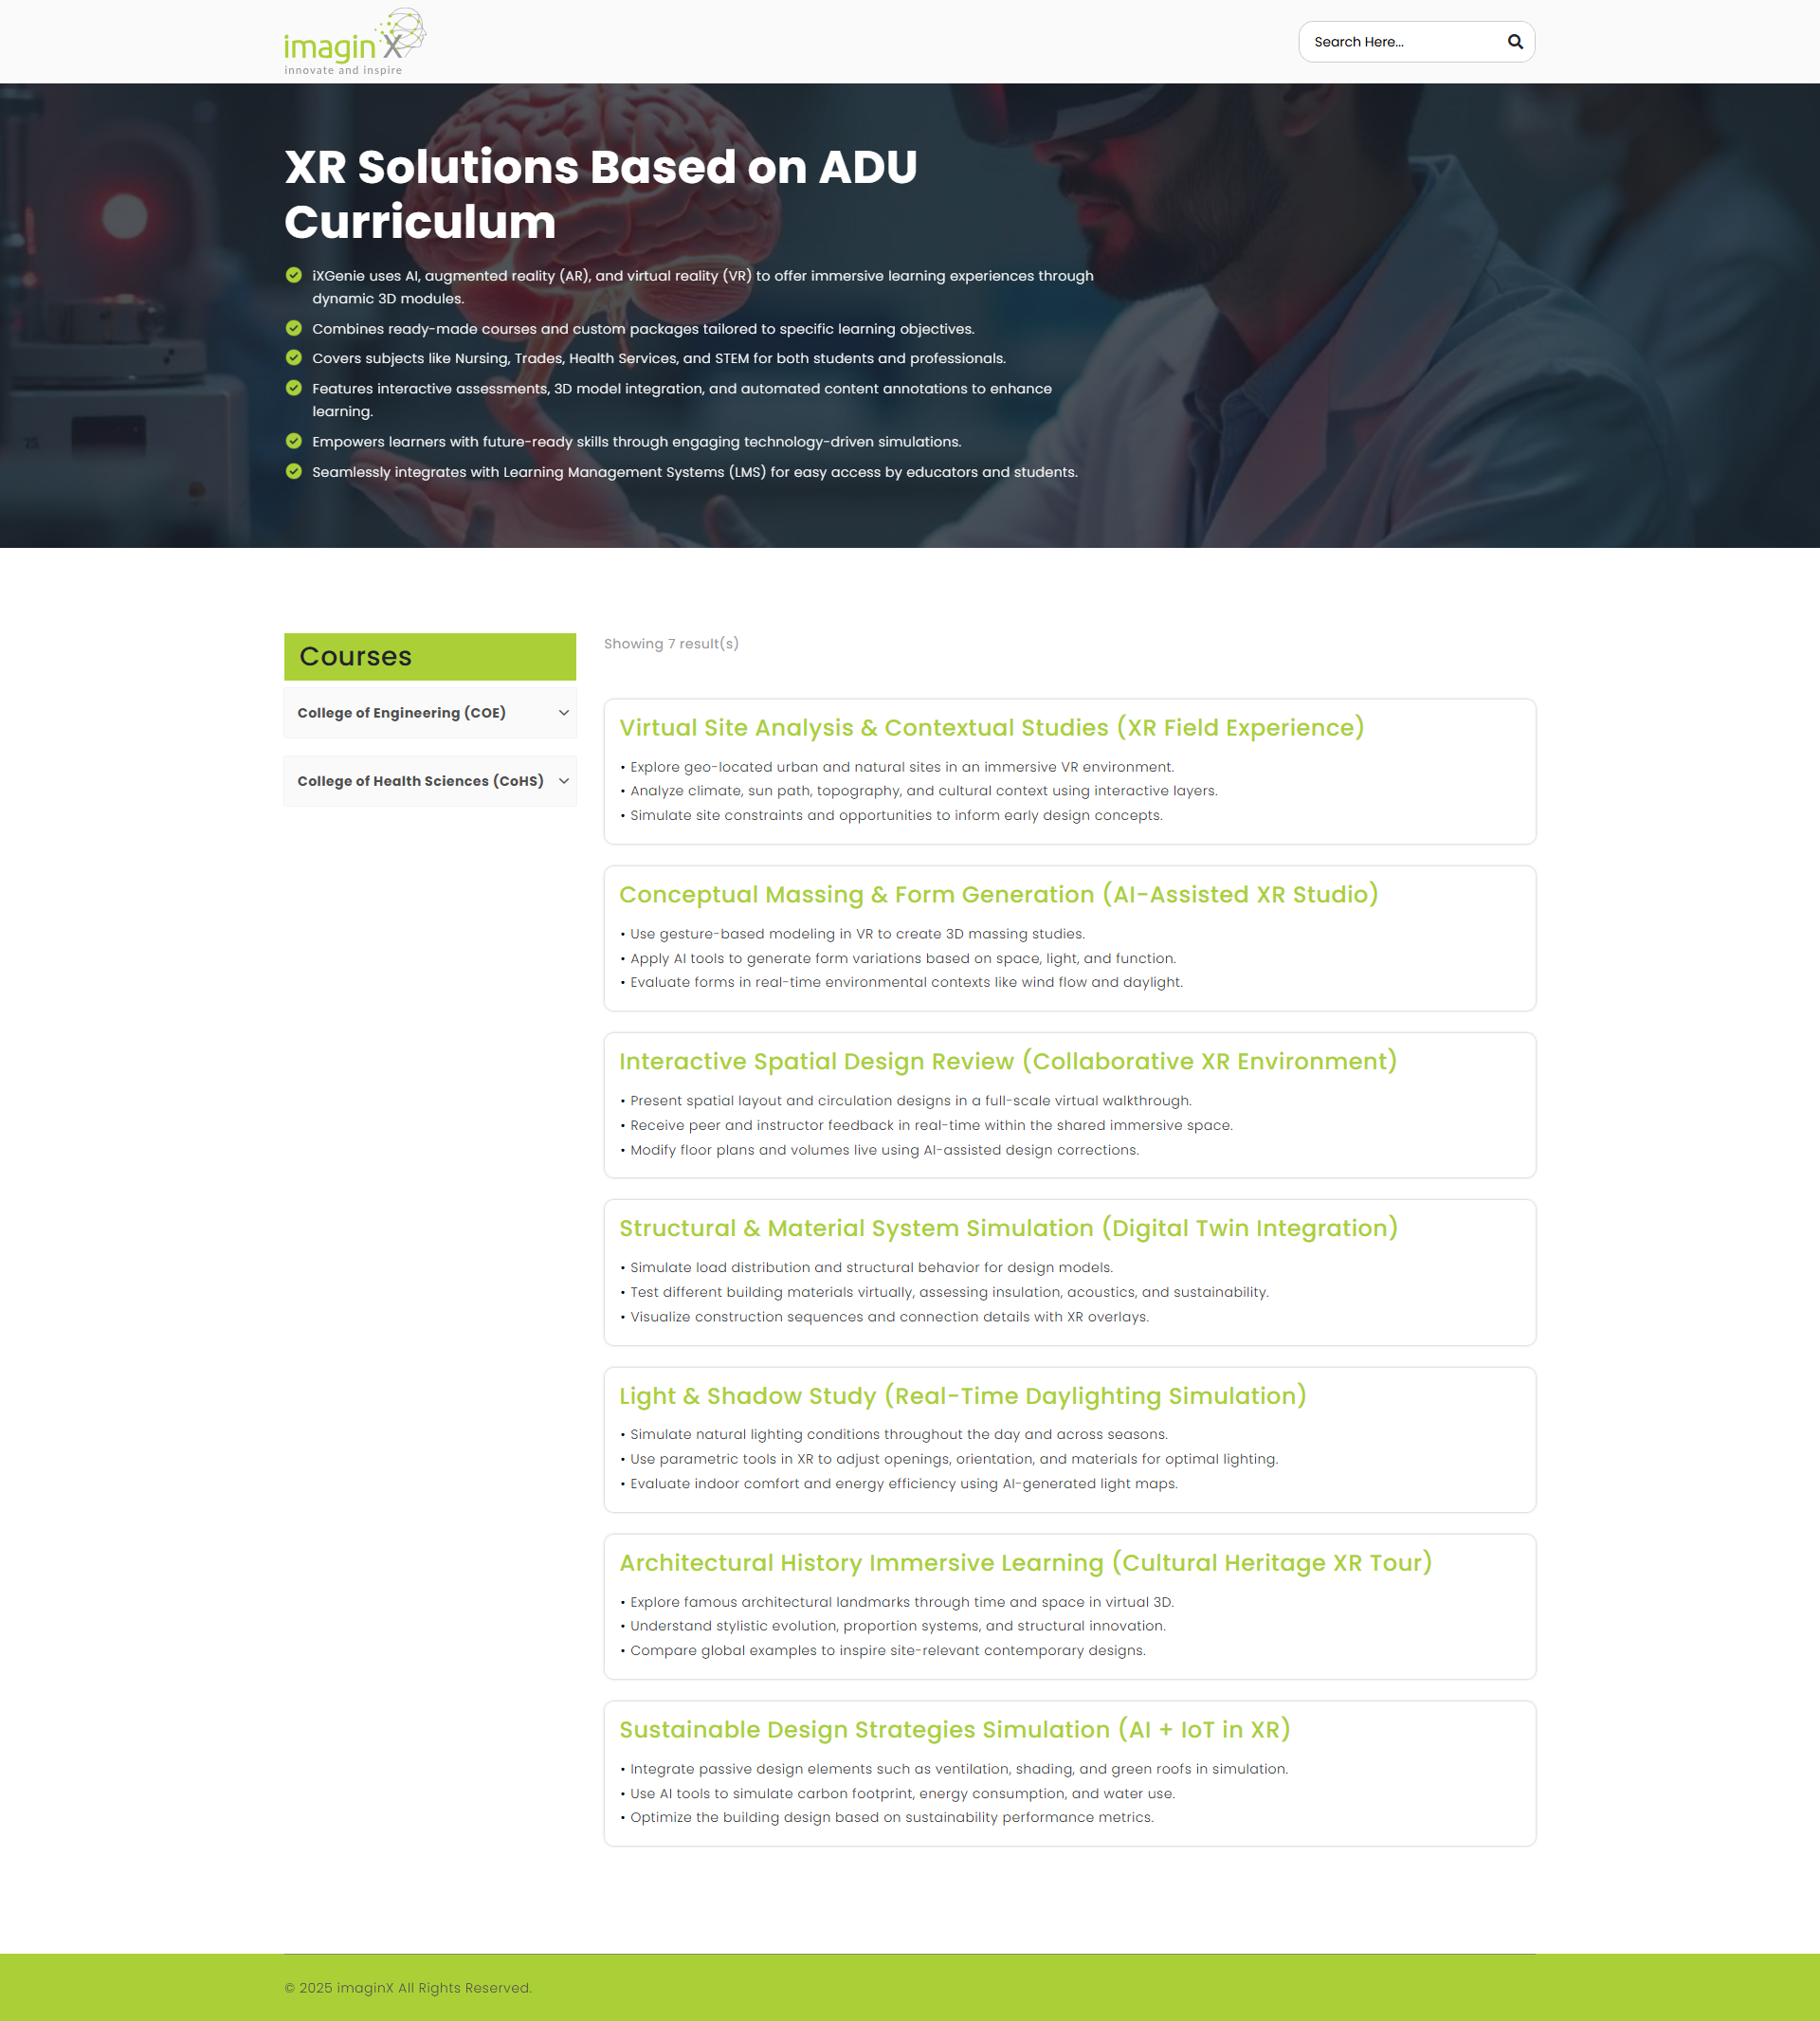 imagin X
innovate and inspire
Search Here...
XR Solutions Based on ADU
Curriculum
iXGenie uses AI, augmented reality (AR), and virtual reality (VR) to offer immersive learning experiences through
dynamic 3D modules.
Combines ready-made courses and custom packages tailored to specific learning objectives.
Covers subjects like Nursing, Trades, Health Services, and STEM for both students and professionals.
Features interactive assessments, 3D model integration, and automated content annotations to enhance
learning.
Empowers learners with future-ready skills through engaging technology-driven simulations.
Seamlessly integrates with Learning Management Systems (LMS) for easy access by educators and students.
Courses
College of Engineering (COE)
College of Health Sciences (CoHS)
Showing 7 result(s)
Virtual Site Analysis & Contextual Studies (XR Field Experience)
• Explore geo-located urban and natural sites in an immersive VR environment.
• Analyze climate, sun path, topography, and cultural context using interactive layers.
• Simulate site constraints and opportunities to inform early design concepts.
Conceptual Massing & Form Generation (AI-Assisted XR Studio)
• Use gesture-based modeling in VR to create 3D massing studies.
• Apply AI tools to generate form variations based on space, light, and function.
• Evaluate forms in real-time environmental contexts like wind flow and daylight.
Interactive Spatial Design Review (Collaborative XR Environment)
• Present spatial layout and circulation designs in a full-scale virtual walkthrough.
• Receive peer and instructor feedback in real-time within the shared immersive space.
• Modify floor plans and volumes live using AI-assisted design corrections.
Structural & Material System Simulation (Digital Twin Integration)
• Simulate load distribution and structural behavior for design models.
• Test different building materials virtually, assessing insulation, acoustics, and sustainability.
• Visualize construction sequences and connection details with XR overlays.
Light & Shadow Study (Real-Time Daylighting Simulation)
• Simulate natural lighting conditions throughout the day and across seasons.
• Use parametric tools in XR to adjust openings, orientation, and materials for optimal lighting.
• Evaluate indoor comfort and energy efficiency using AI-generated light maps.
Architectural History Immersive Learning (Cultural Heritage XR Tour)
• Explore famous architectural landmarks through time and space in virtual 3D.
• Understand stylistic evolution, proportion systems, and structural innovation.
• Compare global examples to inspire site-relevant contemporary designs.
Sustainable Design Strategies Simulation (AI + IoT in XR)
• Integrate passive design elements such as ventilation, shading, and green roofs in simulation.
• Use AI tools to simulate carbon footprint, energy consumption, and water use.
• Optimize the building design based on sustainability performance metrics.
© 2025 imaginX All Rights Reserved.